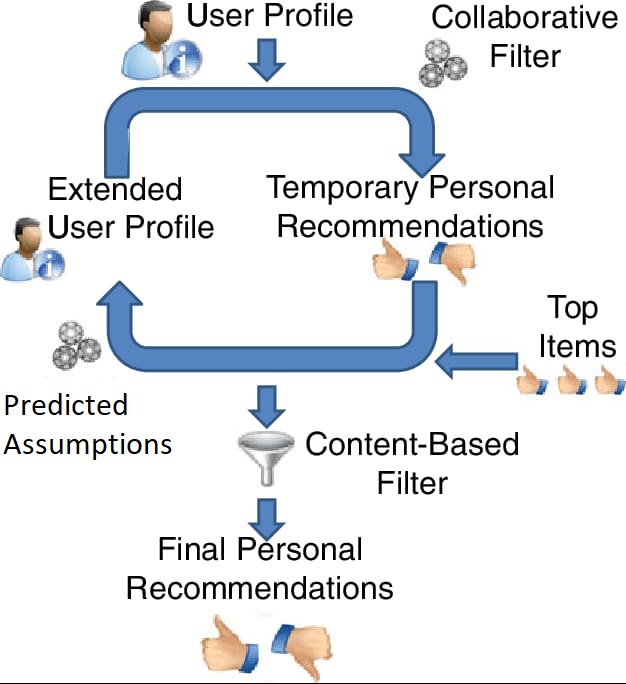 User Profile
Collaborative
Filter
Extended
User Profile
Temporary Personal
Recommendations
Top
Items
Predicted
Assumptions
Content-Based
Filter
Final Personal
Recommendations